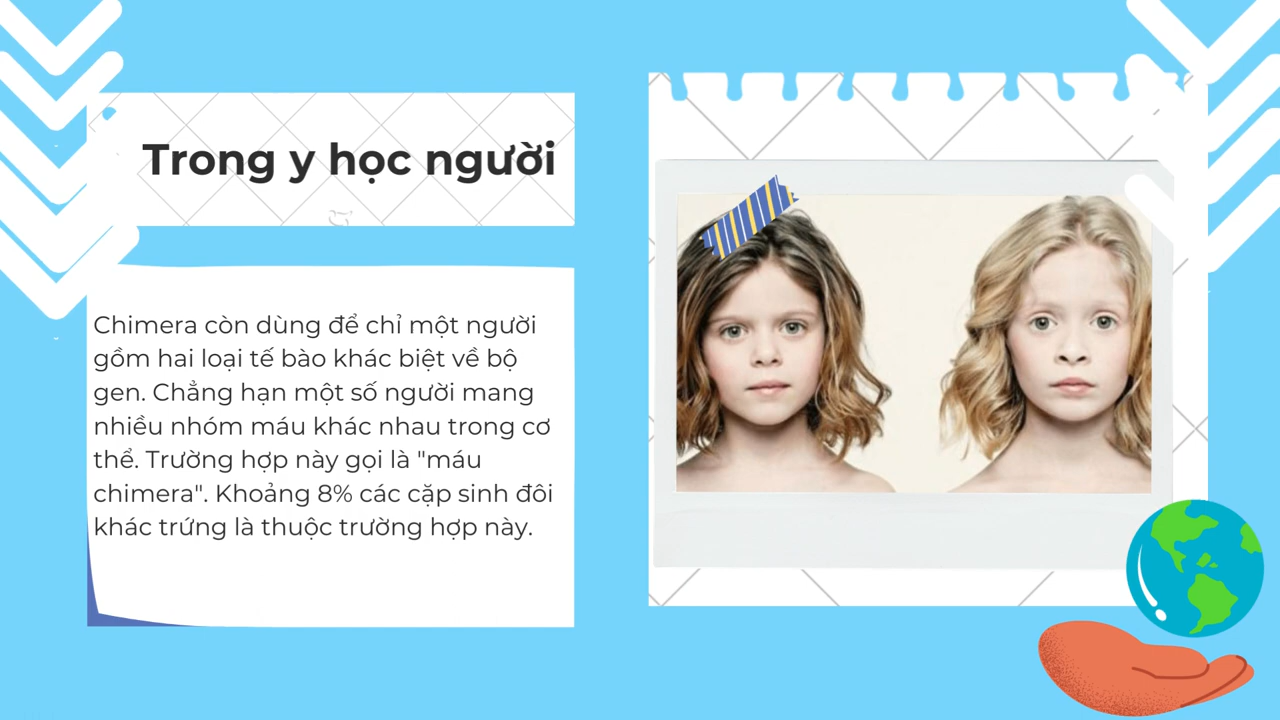 Trong y học người
Chimera còn dùng để chỉ một người
gồm hai loại tế bào khác biệt về bộ
gen. Chẳng hạn một số người mang
nhiều nhóm máu khác nhau trong cơ
thể. Trường hợp này gọi là "máu
chimera". Khoảng 8% các cặp sinh đôi
khác trứng là thuộc trường hợp này.